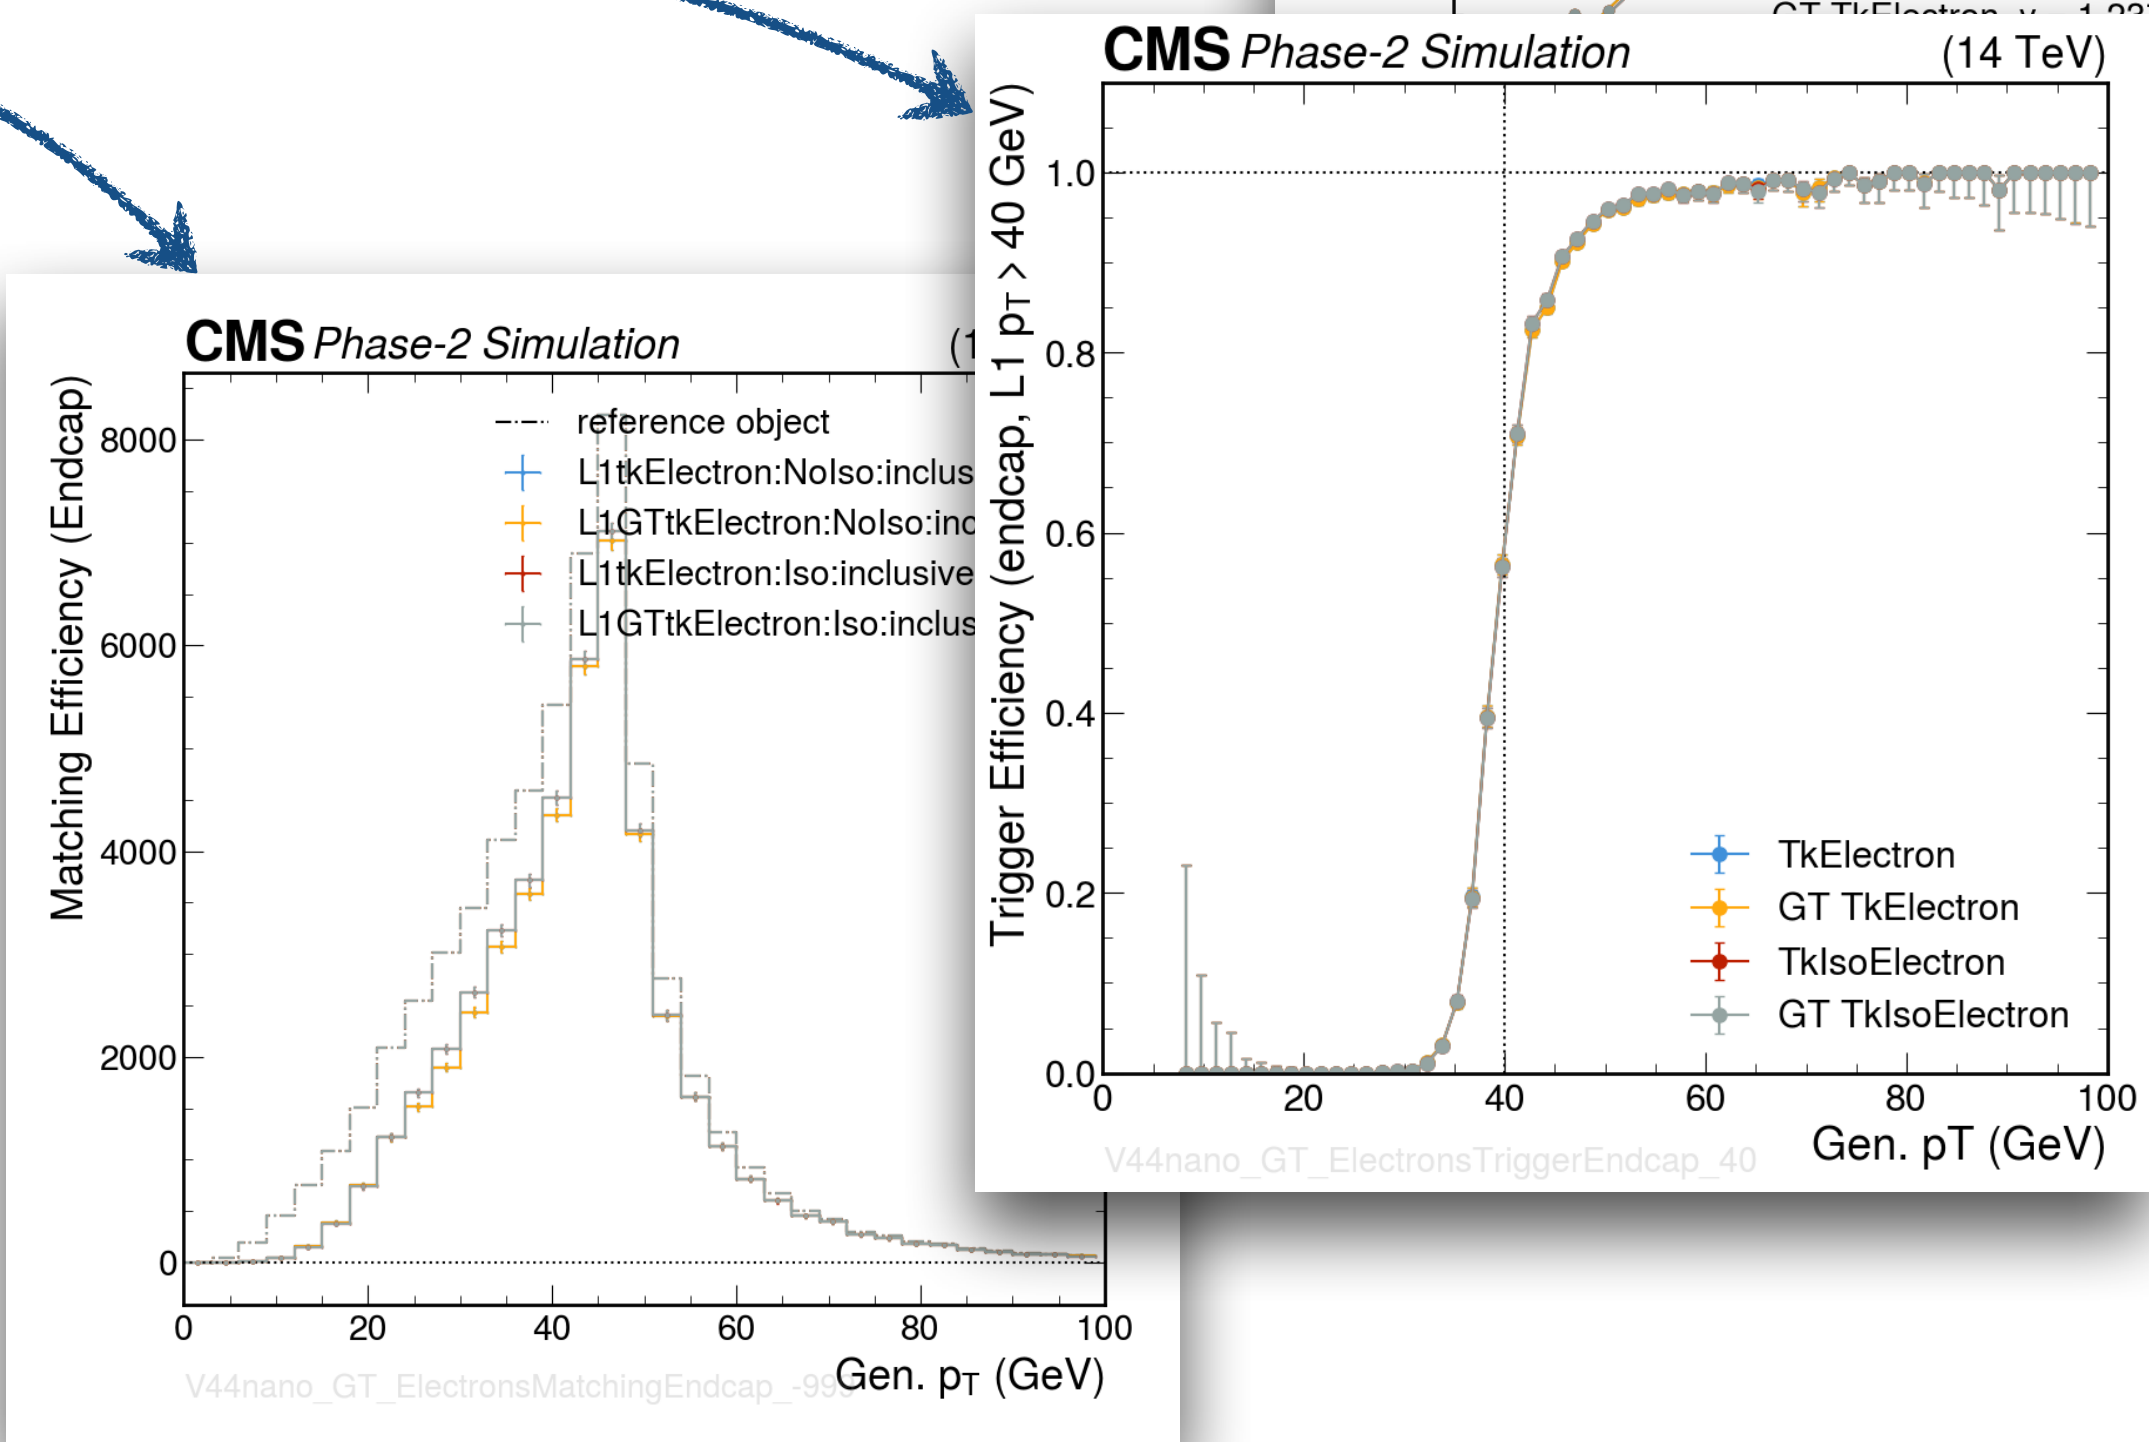 CMS Phase-2 Simulation (14 TeV)
Trigger Efficiency (endcap, L1 pT > 40 GeV)
1.0
0.8
0.6
0.4
0.2
0.0
TkElectron
GT TkElectron
TkIsoElectron
GT TkIsoElectron
0 20 40 60 80 100
Gen. pT (GeV)
V44nano_GT_ElectronsTriggerEndcap_40
CMS Phase-2 Simulation (1
Matching Efficiency (Endcap)
8000
6000
4000
2000
0
reference object
L1tkElectron:NoIso:inclus
L1GTtkElectron:NoIso:inc
L1tkElectron:Iso:inclusive
L1GTtkElectron:Iso:inclus
0 20 40 60 80 100
Gen. pT (GeV)
V44nano_GT_ElectronsMatchingEndcap_-999